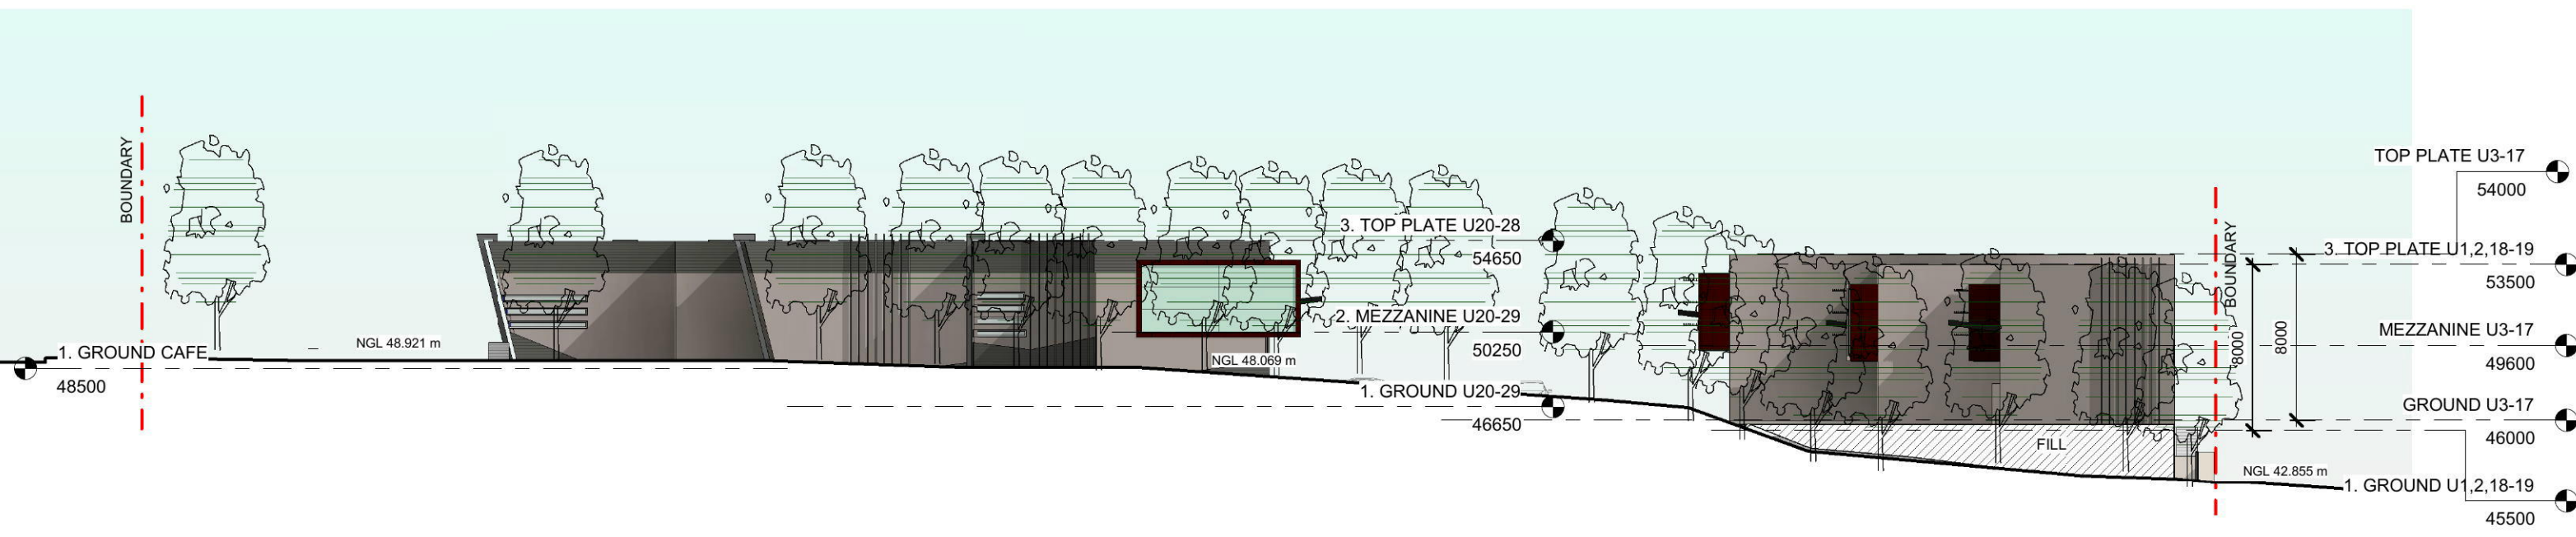 BOUNDARY
1. GROUND CAFE
48500
NGL 48.921 m
NGL 48.069 m
3. TOP PLATE U20-28
54650
2. MEZZANINE U20-29
50250
1. GROUND U20-29
46650
FILL
BOUNDARY
8000
8000
NGL 42.855 m
TOP PLATE U3-17
54000
3. TOP PLATE U1,2,18-19
53500
MEZZANINE U3-17
49600
GROUND U3-17
46000
1. GROUND U1,2,18-19
45500